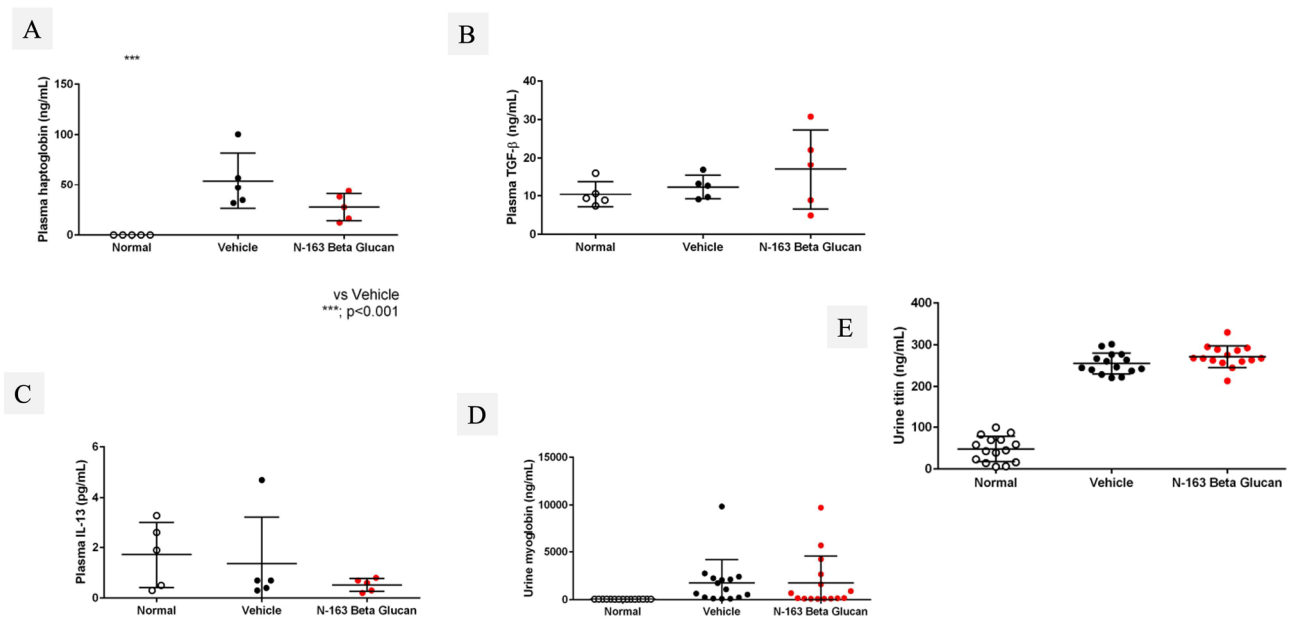 A
***
Plasma haptoglobin (ng/mL)
150
100
50
0
Normal Vehicle N-163 Beta Glucan
vs Vehicle
***; p<0.001
B
Plasma TGF-β (ng/mL)
40
30
20
10
0
Normal Vehicle N-163 Beta Glucan
C
Plasma IL-13 (pg/mL)
6
4
2
0
Normal Vehicle N-163 Beta Glucan
D
Urine myoglobin (ng/mL)
15000
10000
5000
0
Normal Vehicle N-163 Beta Glucan
E
Urine titin (ng/mL)
400
300
200
100
0
Normal Vehicle N-163 Beta Glucan